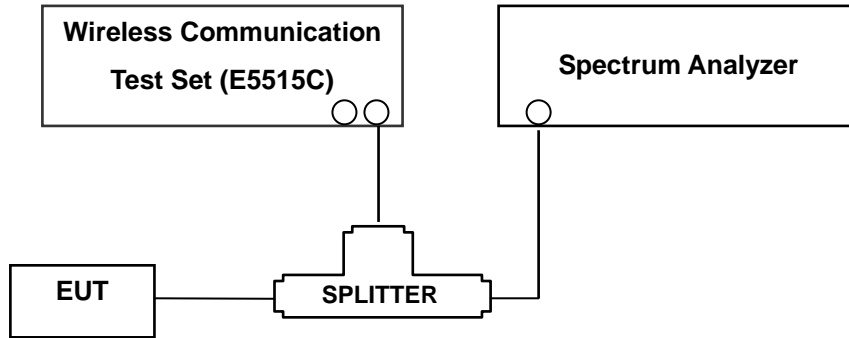 Wireless Communication
Test Set (E5515C)
Spectrum Analyzer
EUT
SPLITTER